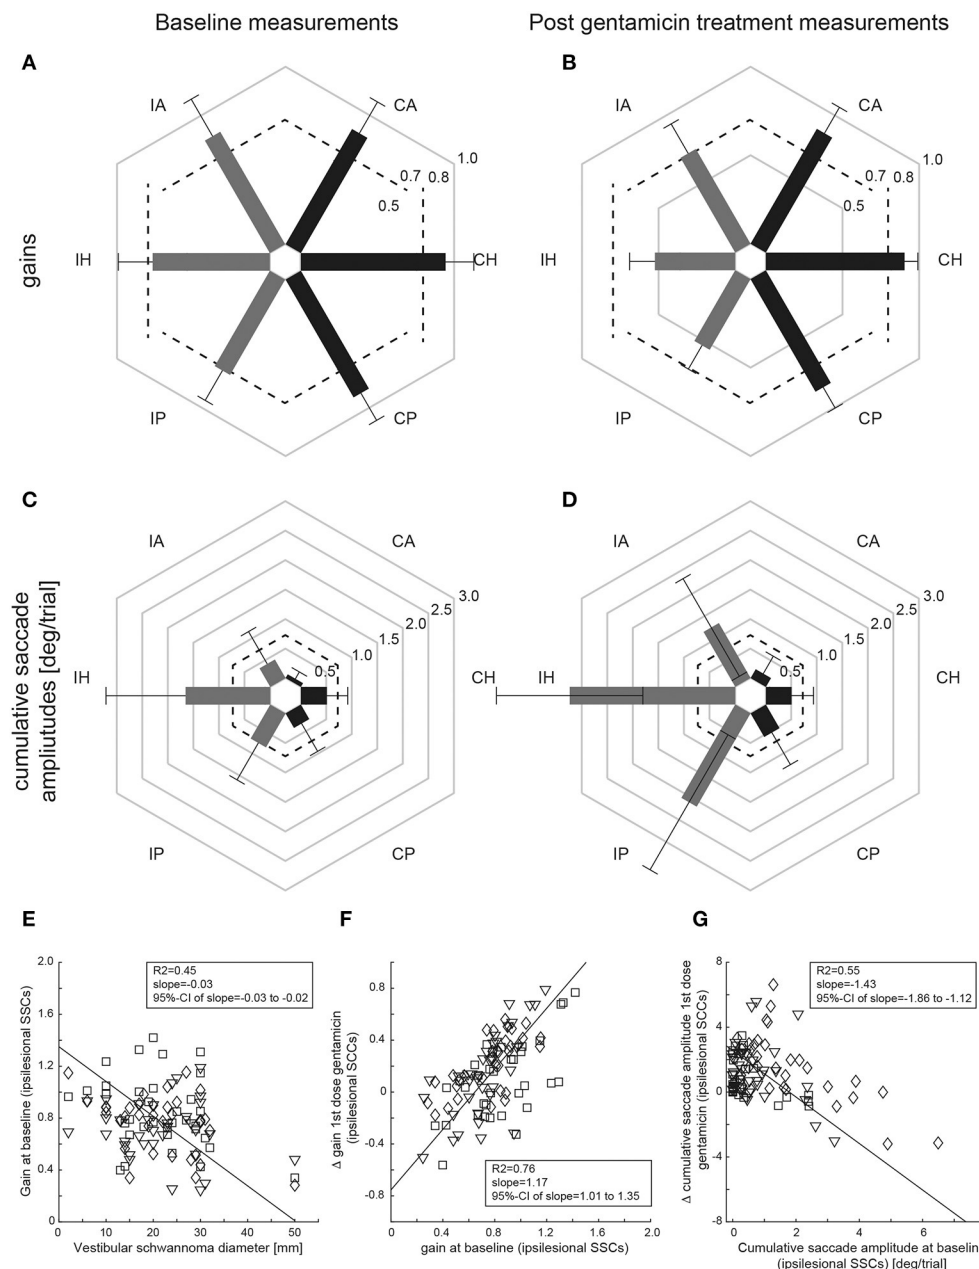 Baseline measurements
Post gentamicin treatment measurements
A
B
IA
CA
IA
CA
1.0
0.7
0.8
0.5
1.0
0.7
0.8
0.5
gains
IH
CH
IH
CH
IP
CP
IP
CP
C
D
IA
CA
IA
CA
3.0
2.5
2.0
1.5
1.0
0.5
3.0
2.5
2.0
1.5
1.0
0.5
cumulative saccade
ampliutudes [deg/trial]
IH
CH
IH
CH
IP
CP
IP
CP
E
F
G
2.0
1.6
1.2
0.8
0.4
0
Gain at baseline (ipsilesional SSCs)
R2=0.45
slope=-0.03
95%-CI of slope=-0.03 to -0.02
0
10
20
30
40
50
Vestibular schwannoma diameter [mm]
0.8
0.4
0
-0.4
-0.8
Δ gain 1st dose gentamicin
(ipsilesional SCCs)
R2=0.76
slope=1.17
95%-CI of slope=1.01 to 1.35
0
0.4
0.8
1.2
1.6
2.0
gain at baseline (ipsilesional SSCs)
8
4
0
-4
-8
Δ cumulative saccade amplitude 1st dose
gentamicin (ipsilesional SCCs)
R2=0.55
slope=-1.43
95%-CI of slope=-1.86 to -1.12
0
2
4
6
Cumulative saccade amplitude at baselin
(ipsilesional SSCs) [deg/trial]